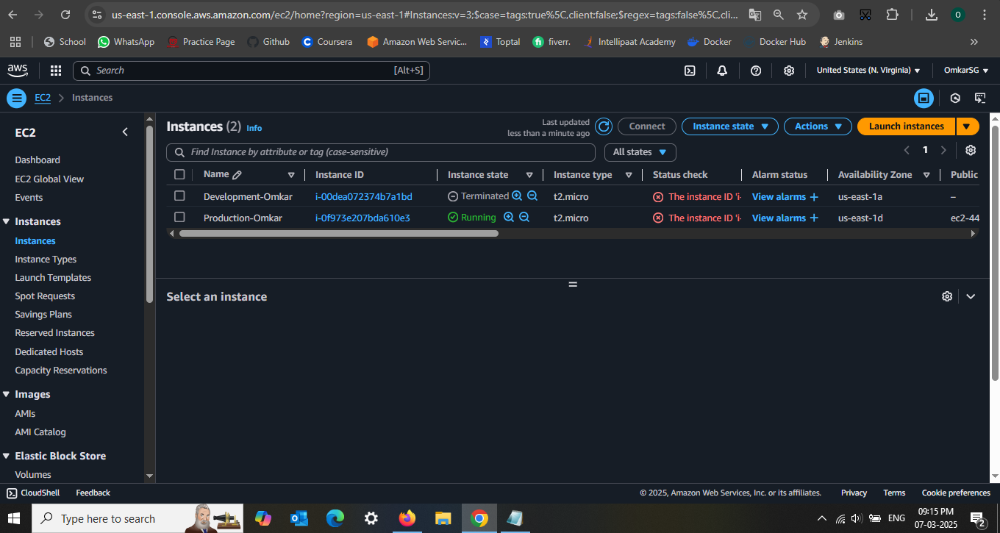 us-east-1.console.aws.amazon.com/ec2/home?region=us-east-1#Instances:v=3;$case=tags:true%5C,client:false;$regex=tags:false%5C,cli...
School WhatsApp Practice Page Github Coursera Amazon Web Servic... Toptal fiverr. Intellipaat Academy Docker Docker Hub Jenkins
aws Search [Alt+S] United States (N. Virginia) OmkarSG
EC2 Instances
EC2
Dashboard
EC2 Global View
Events
Instances
Instances
Instance Types
Launch Templates
Spot Requests
Savings Plans
Reserved Instances
Dedicated Hosts
Capacity Reservations
Images
AMIs
AMI Catalog
Elastic Block Store
Volumes
Instances (2) Info
Last updated
less than a minute ago
Connect Instance state Actions Launch instances
Find Instance by attribute or tag (case-sensitive) All states 1
Name Instance ID Instance state Instance type Status check Alarm status Availability Zone Public
Development-Omkar i-00dea072374b7a1bd Terminated t2.micro The instance ID 'i- View alarms + us-east-1a –
Production-Omkar i-0f973e207bda610e3 Running t2.micro The instance ID 'i- View alarms + us-east-1d ec2-44
Select an instance
CloudShell Feedback © 2025, Amazon Web Services, Inc. or its affiliates. Privacy Terms Cookie preferences
Type here to search ENG 09:15 PM
07-03-2025 2